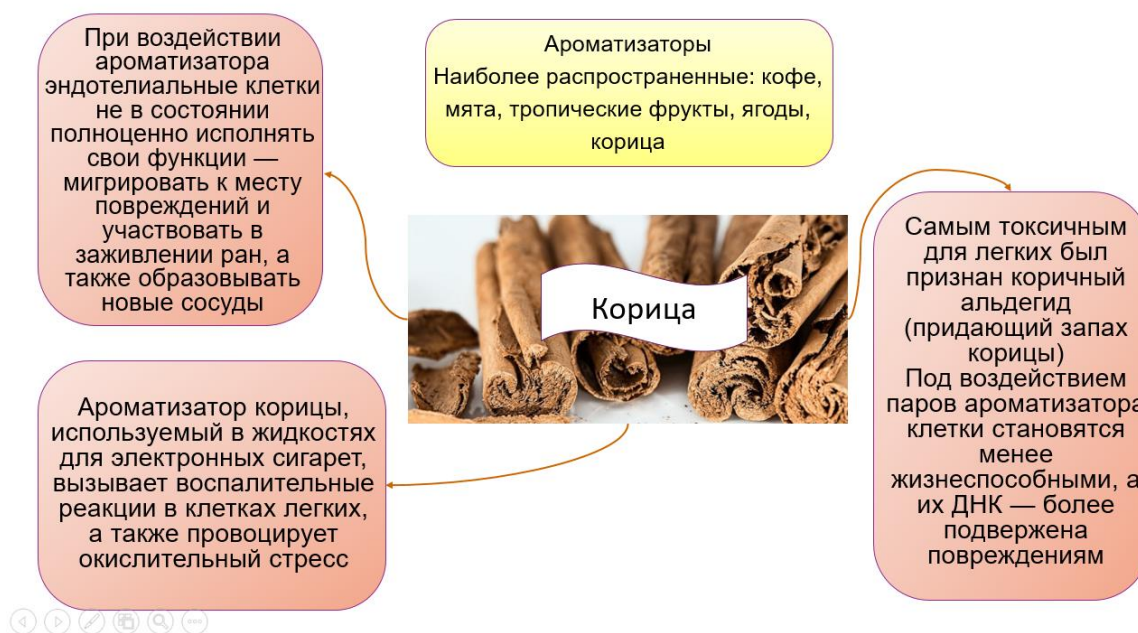 При воздействии
ароматизатора
эндотелиальные клетки
не в состоянии
полноценно исполнять
свои функции —
мигрировать к месту
повреждений и
участвовать в
заживлении ран, а
также образовывать
новые сосуды
Ароматизаторы
Наиболее распространенные: кофе,
мята, тропические фрукты, ягоды,
корица
Корица
Самым токсичным
для легких был
признан коричный
альдегид
(придающий запах
корицы)
Под воздействием
паров ароматизатора
клетки становятся
менее
жизнеспособными, а
их ДНК — более
подвержена
повреждениям
Ароматизатор корицы,
используемый в жидкостях
для электронных сигарет,
вызывает воспалительные
реакции в клетках легких,
а также провоцирует
окислительный стресс